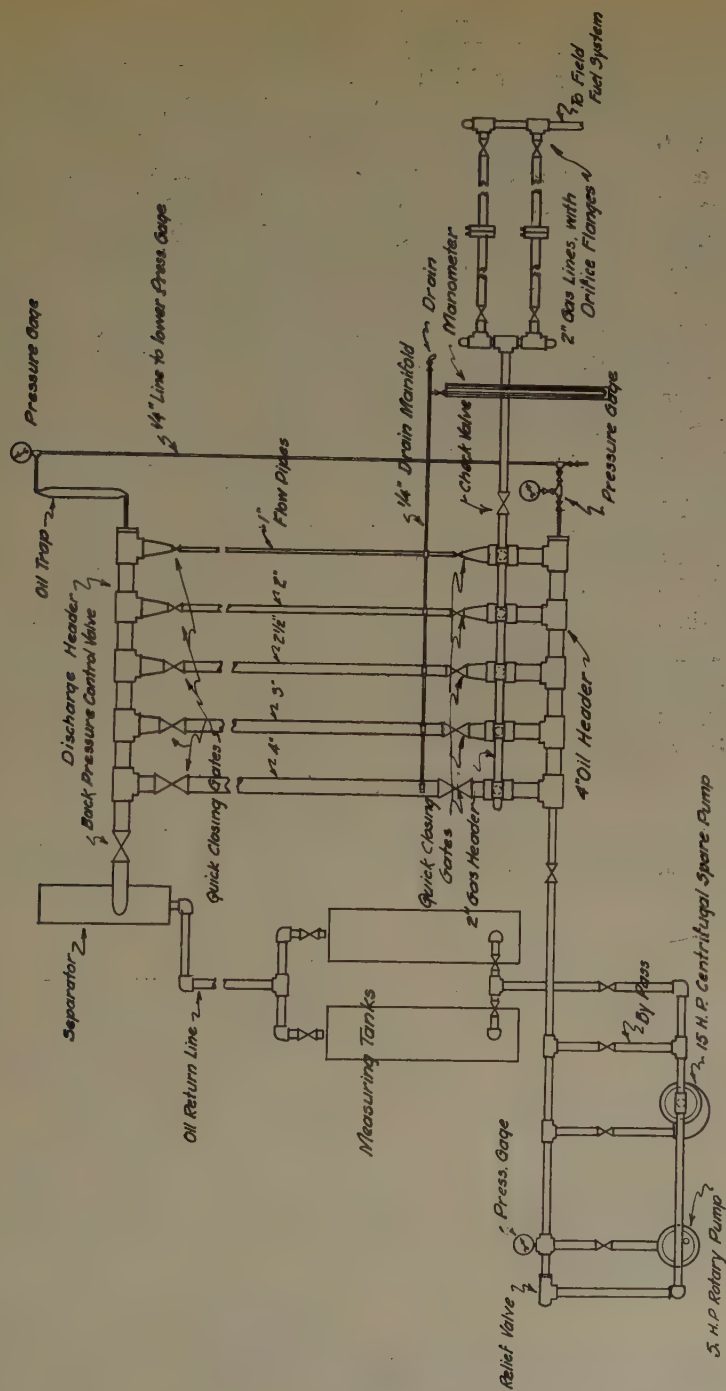 Pressure Gage
¼" Line to lower Press. Gage
Oil Trap
Discharge Header
Back Pressure Control Valve
1"
Flow Pipes
2"
2½"
3"
4"
Quick Closing Gates
Separator
Oil Return Line
Measuring Tanks
¼" Drain Manifold
Drain
Manometer
Check Valve
Quick Closing
Gates
2" Gas Header
To Field
Fuel System
2" Gas Lines, with
Orifice Flanges
Pressure Gage
4" Oil Header
Press. Gage
Relief Valve
By Pass
15 H.P. Centrifugal Spare Pump
5. H.P Rotary Pump